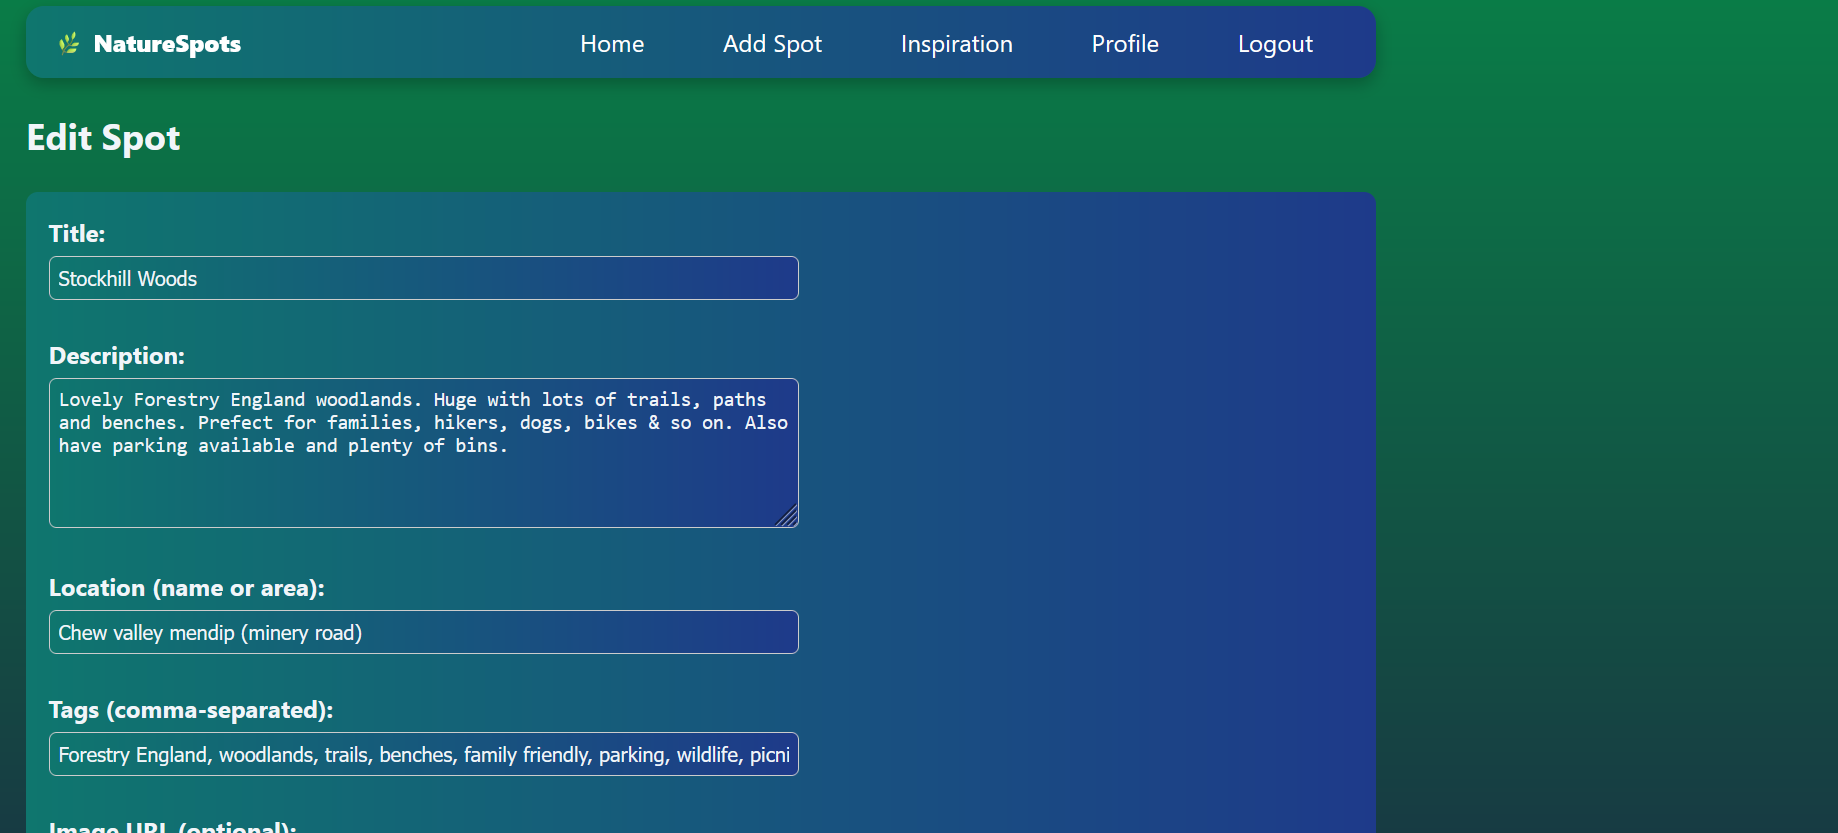 NatureSpots
Home
Add Spot
Inspiration
Profile
Logout
Edit Spot
Title:
Stockhill Woods
Description:
Lovely Forestry England woodlands. Huge with lots of trails, paths
and benches. Prefect for families, hikers, dogs, bikes & so on. Also
have parking available and plenty of bins.
Location (name or area):
Chew valley mendip (minery road)
Tags (comma-separated):
Forestry England, woodlands, trails, benches, family friendly, parking, wildlife, picni
Image URL (optional):